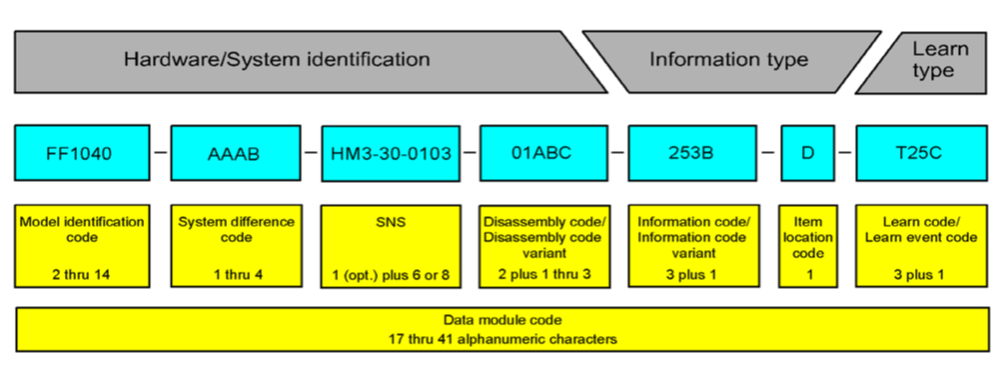 Hardware/System identification
Information type
Learn
type
FF1040 – AAAB – HM3-30-0103 – 01ABC – 253B – D – T25C
Model identification
code
2 thru 14
System difference
code
1 thru 4
SNS
1 (opt.) plus 6 or 8
Disassembly code/
Disassembly code
variant
2 plus 1 thru 3
Information code/
Information code
variant
3 plus 1
Item
location
code
1
Learn code/
Learn event code
3 plus 1
Data module code
17 thru 41 alphanumeric characters